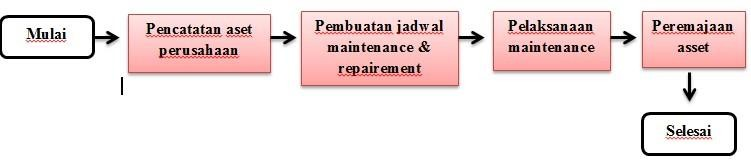 Mulai
Pencatatan aset
perusahaan
Pembuatan jadwal
maintenance &
repairement
Pelaksanaan
maintenance
Peremajaan
asset
Selesai